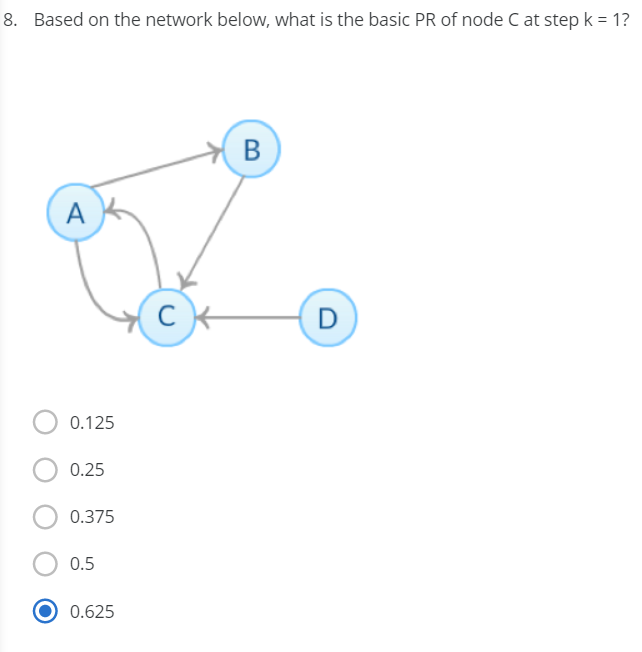 8. Based on the network below, what is the basic PR of node C at step k = 1?
B
A
C
D
0.125
0.25
0.375
0.5
0.625